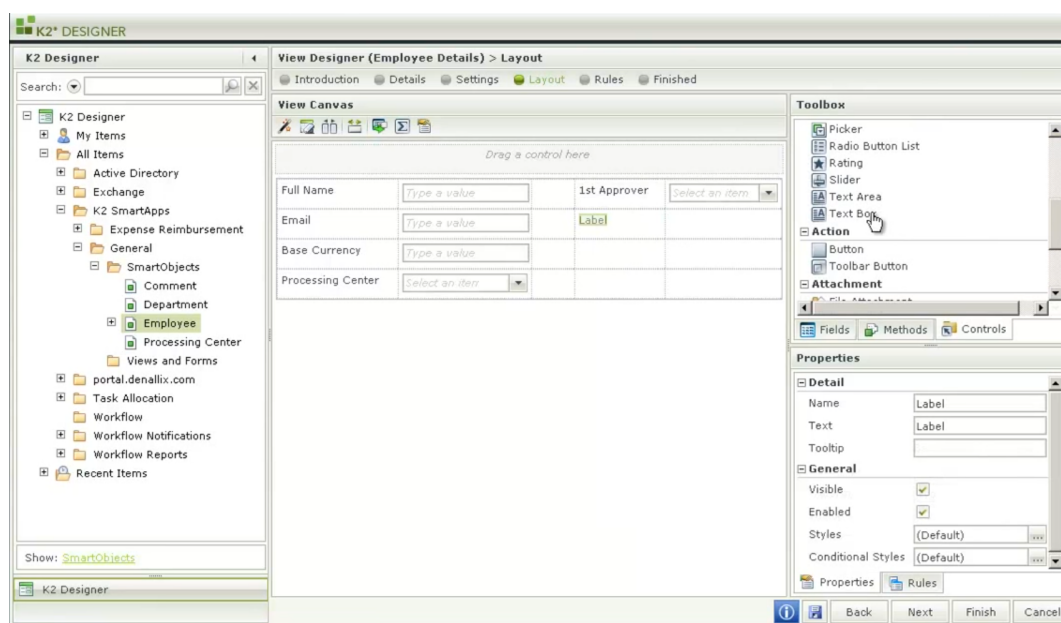 K2* DESIGNER
K2 Designer
Search:
K2 Designer
My Items
All Items
Active Directory
Exchange
K2 SmartApps
Expense Reimbursement
General
SmartObjects
Comment
Department
Employee
Processing Center
Views and Forms
portal.denallix.com
Task Allocation
Workflow
Workflow Notifications
Workflow Reports
Recent Items
Show: SmartObjects
K2 Designer
View Designer (Employee Details) > Layout
Introduction Details Settings Layout Rules Finished
View Canvas
Drag a control here
Full Name Type a value 1st Approver Select an item
Email Type a value Label
Base Currency Type a value
Processing Center Select an item
Toolbox
Picker
Radio Button List
Rating
Slider
Text Area
Text Box
Action
Button
Toolbar Button
Attachment
File Attachment
Fields Methods Controls
Properties
Detail
Name Label
Text Label
Tooltip
General
Visible
Enabled
Styles (Default) ...
Conditional Styles (Default) ...
Properties Rules
Back Next Finish Cancel